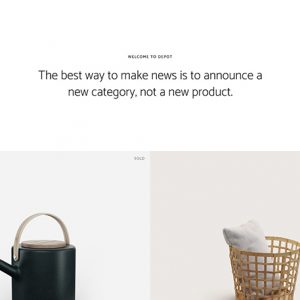 WELCOME TO DEPOT
The best way to make news is to announce a
new category, not a new product.
SOLD